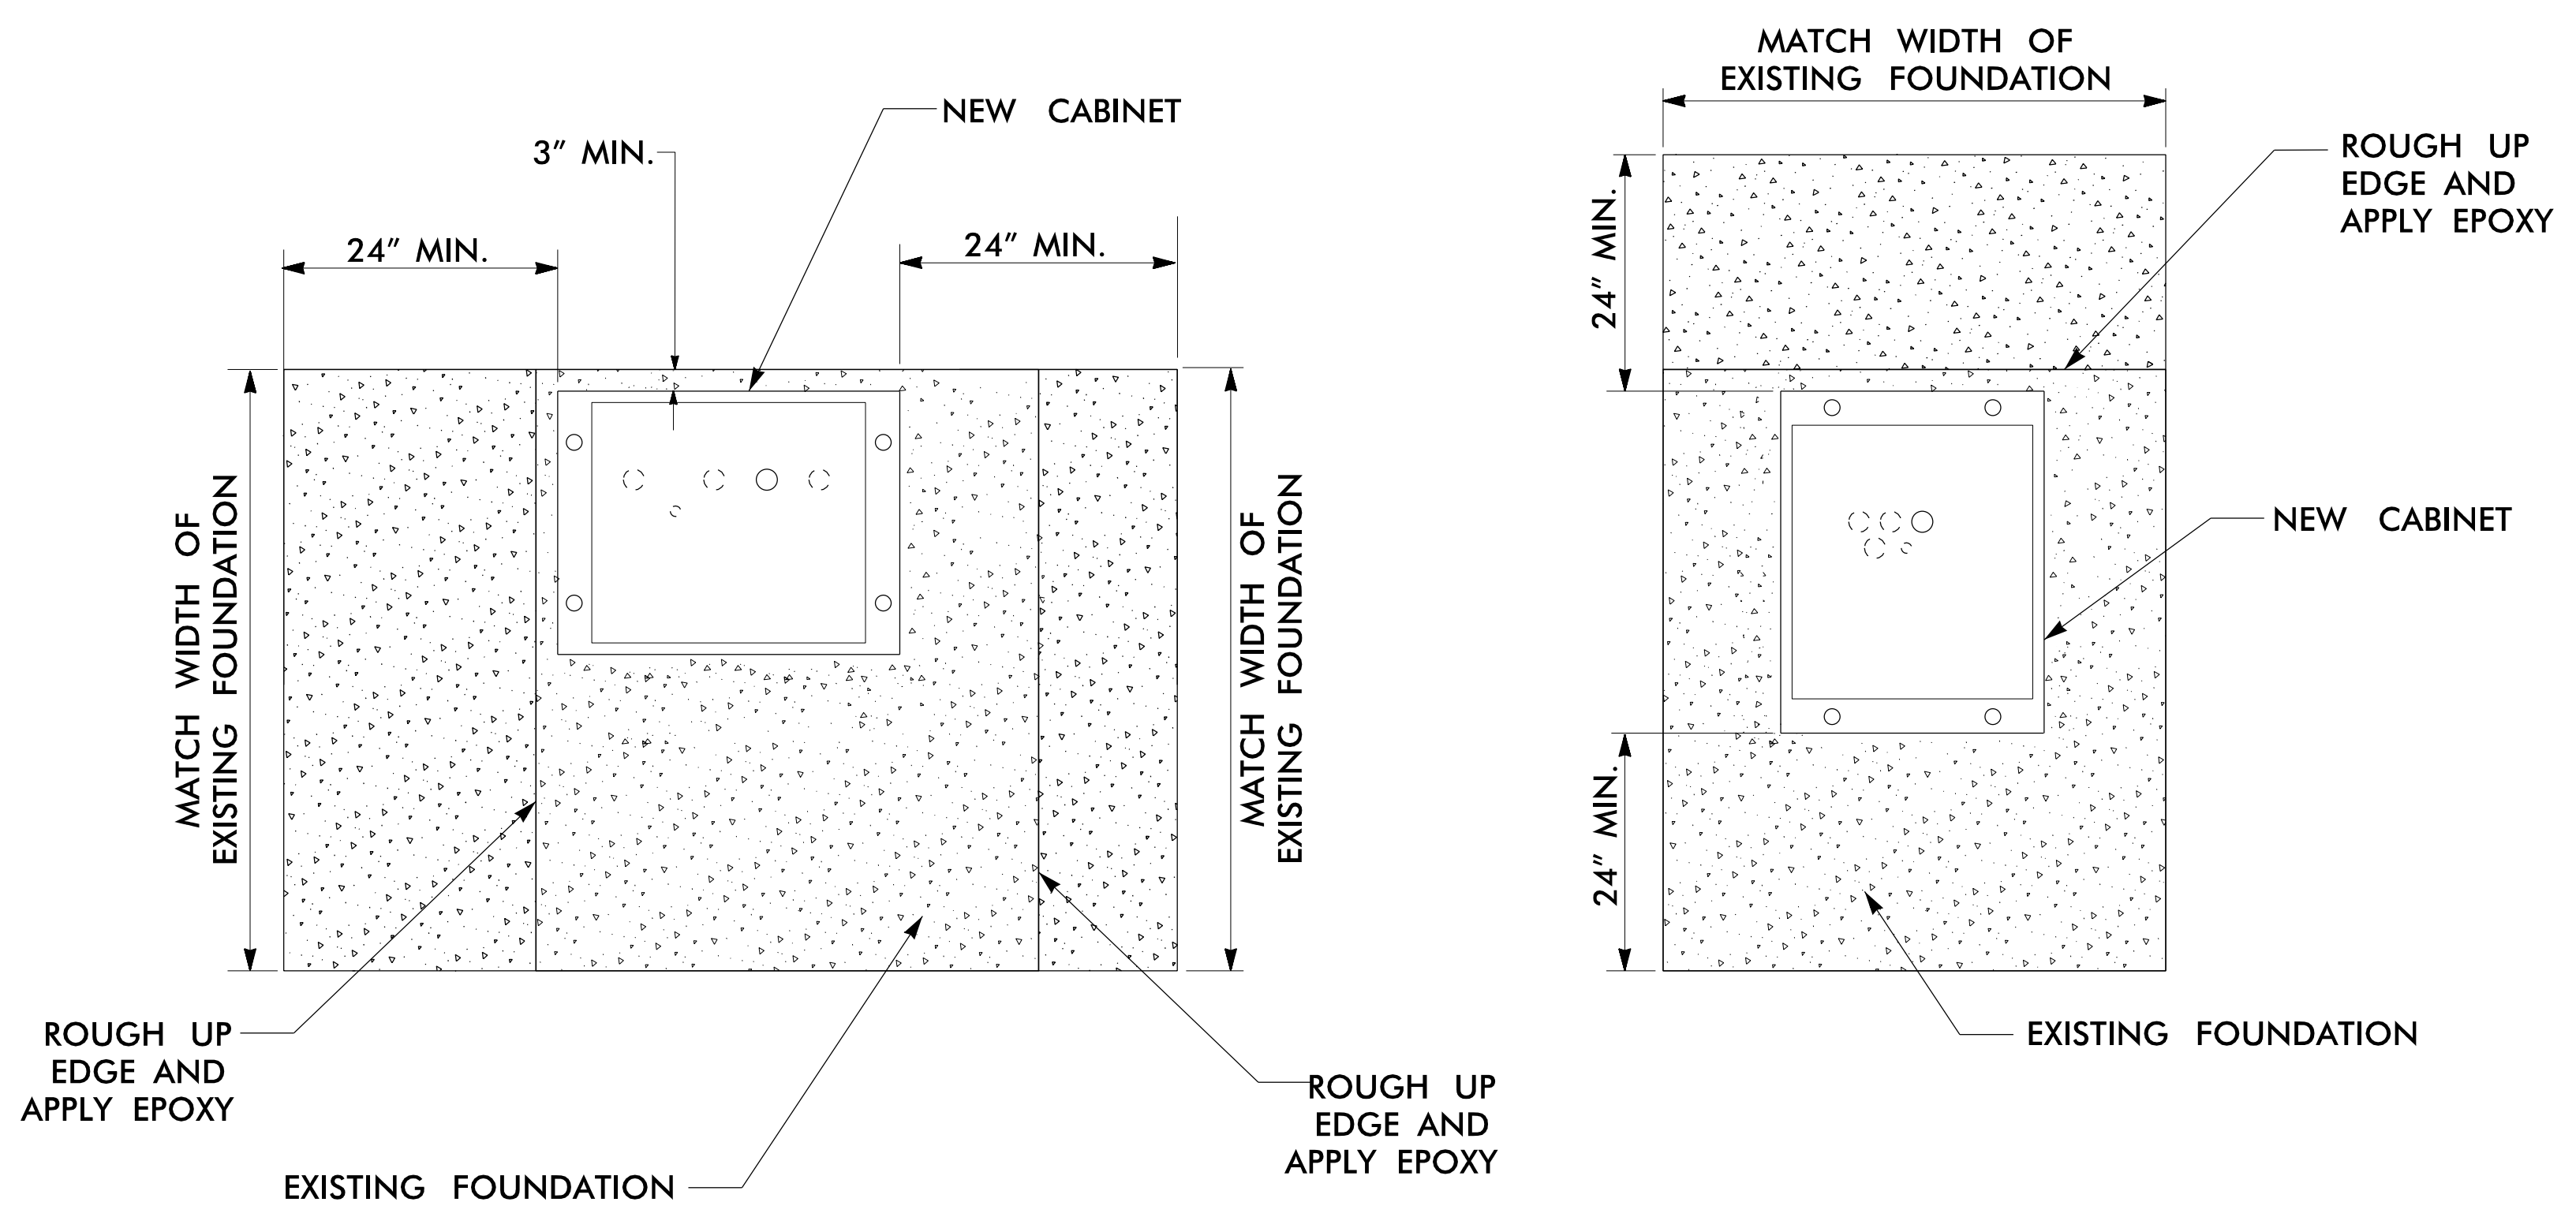 MATCH WIDTH OF
EXISTING FOUNDATION
NEW CABINET
3" MIN.
ROUGH UP
EDGE AND
APPLY EPOXY
24" MIN.
24" MIN.
24" MIN.
MATCH WIDTH OF
EXISTING FOUNDATION
MATCH WIDTH OF
EXISTING FOUNDATION
NEW CABINET
24" MIN.
ROUGH UP
EDGE AND
APPLY EPOXY
EXISTING FOUNDATION
ROUGH UP
EDGE AND
APPLY EPOXY
EXISTING FOUNDATION